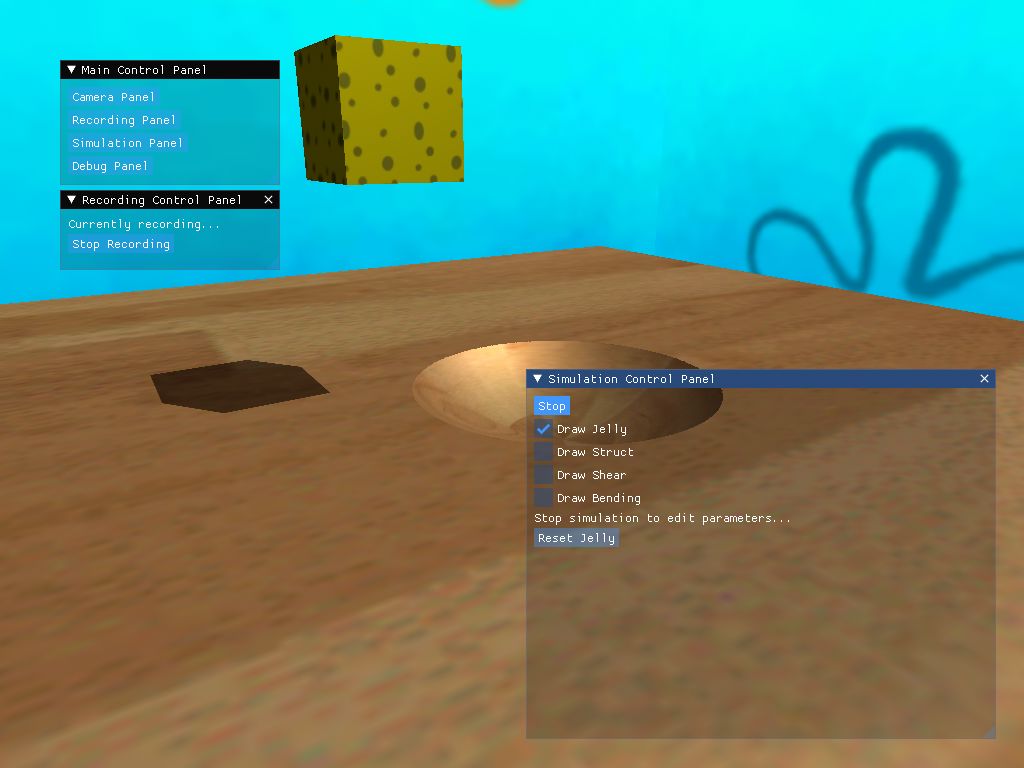 Main Control Panel
Camera Panel
Recording Panel
Simulation Panel
Debug Panel
Recording Control Panel
Currently recording...
Stop Recording
Simulation Control Panel
Stop
Draw Jelly
Draw Struct
Draw Shear
Draw Bending
Stop simulation to edit parameters...
Reset Jelly